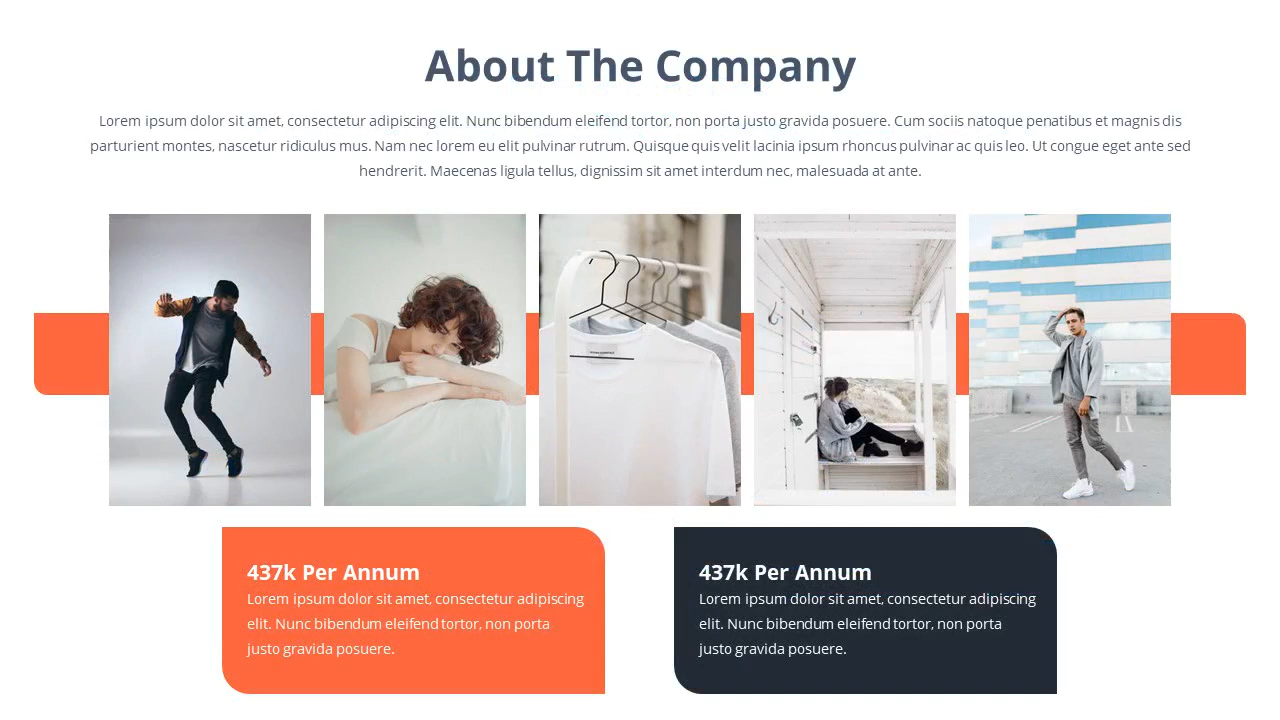 About The Company
Lorem ipsum dolor sit amet, consectetur adipiscing elit. Nunc bibendum eleifend tortor, non porta justo gravida posuere. Cum sociis natoque penatibus et magnis dis
parturient montes, nascetur ridiculus mus. Nam nec lorem eu elit pulvinar rutrum. Quisque quis velit lacinia ipsum rhoncus pulvinar ac quis leo. Ut congue eget ante sed
hendrerit. Maecenas ligula tellus, dignissim sit amet interdum nec, malesuada at ante.
437k Per Annum
Lorem ipsum dolor sit amet, consectetur adipiscing
elit. Nunc bibendum eleifend tortor, non porta
justo gravida posuere.
437k Per Annum
Lorem ipsum dolor sit amet, consectetur adipiscing
elit. Nunc bibendum eleifend tortor, non porta
justo gravida posuere.